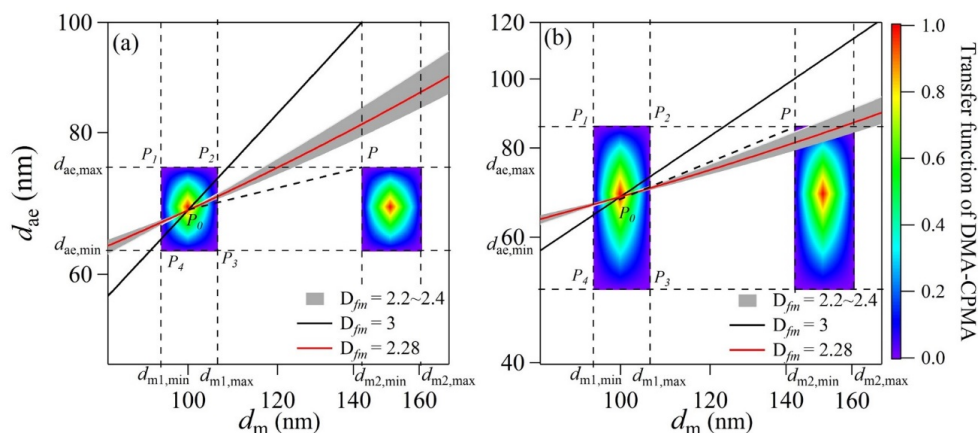 (a)
100
80
60
d_ae (nm)
d_ae,max
d_ae,min
P_1
P_2
P
P_0
P_4
P_3
D_fm = 2.2~2.4
D_fm = 3
D_fm = 2.28
d_m1,min
d_m1,max
d_m2,min
d_m2,max
100
120
140
160
d_m (nm)
(b)
120
100
80
60
40
d_ae,max
d_ae,min
P_1
P_2
P
P_0
P_4
P_3
D_fm = 2.2~2.4
D_fm = 3
D_fm = 2.28
d_m1,min
d_m1,max
d_m2,min
d_m2,max
100
120
140
160
d_m (nm)
1.0
0.8
0.6
0.4
0.2
0.0
Transfer function of DMA-CPMA